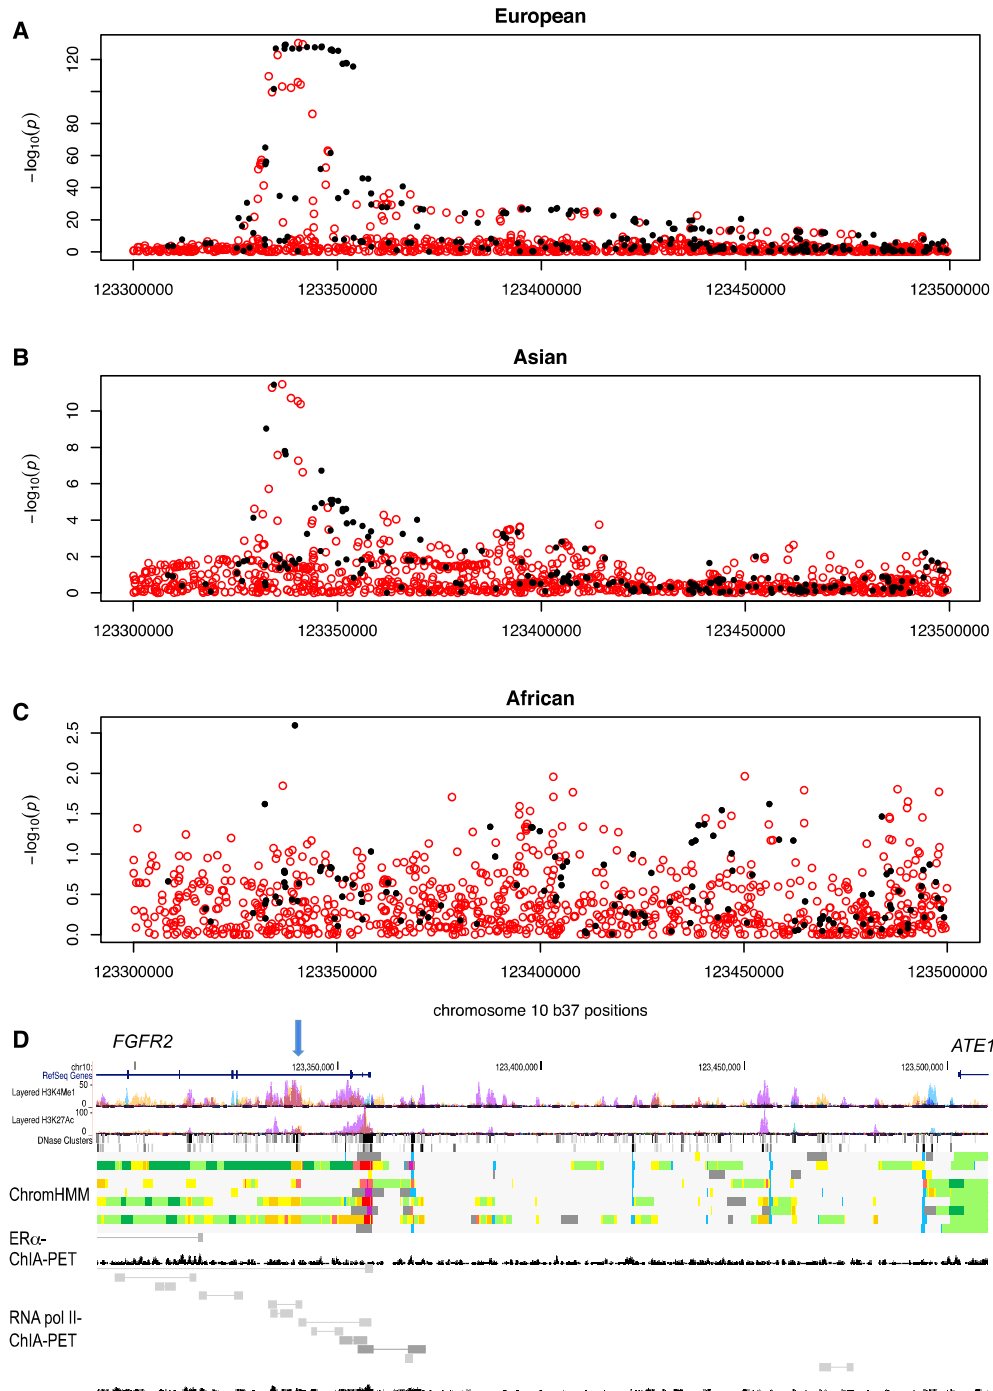 A
European
−log10(p)
0 20 40 60 80 120
123300000 123350000 123400000 123450000 123500000
B
Asian
−log10(p)
0 2 4 6 8 10
123300000 123350000 123400000 123450000 123500000
C
African
−log10(p)
0.0 0.5 1.0 1.5 2.0 2.5
123300000 123350000 123400000 123450000 123500000
chromosome 10 b37 positions
D
FGFR2
ATE1
chr10:
123,350,000
123,400,000
123,450,000
123,500,000
RefSeq Genes
50
Layered H3K4Me1
0
100
Layered H3K27Ac
0
DNase Clusters
ChromHMM
ERα-
ChIA-PET
RNA pol II-
ChIA-PET